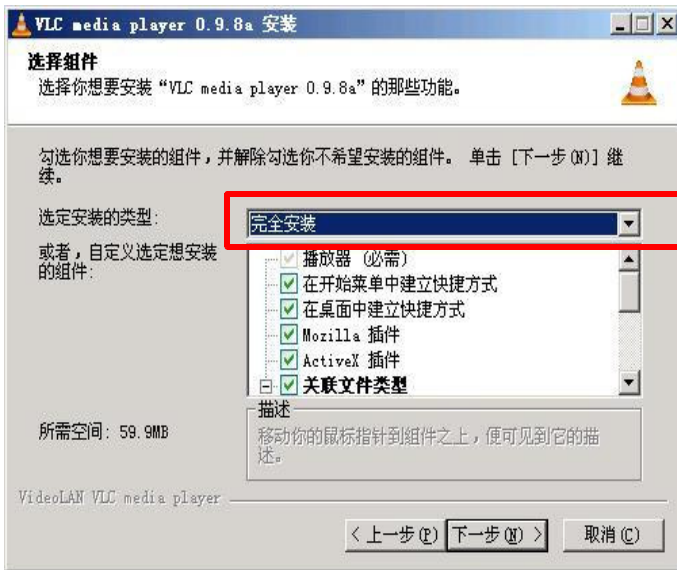 VLC media player 0.9.8a 安装
选择组件
选择你想要安装“VLC media player 0.9.8a”的那些功能。
勾选你想要安装的组件，并解除勾选你不希望安装的组件。 单击 [下一步(N)] 继
续。
选定安装的类型:
完全安装
或者，自定义选定想安装
的组件:
播放器 (必需)
在开始菜单中建立快捷方式
在桌面中建立快捷方式
Mozilla 插件
ActiveX 插件
关联文件类型
所需空间: 59.9MB
描述
移动你的鼠标指针到组件之上，便可见到它的描
述。
VideoLAN VLC media player
< 上一步(P)
下一步(N) >
取消(C)